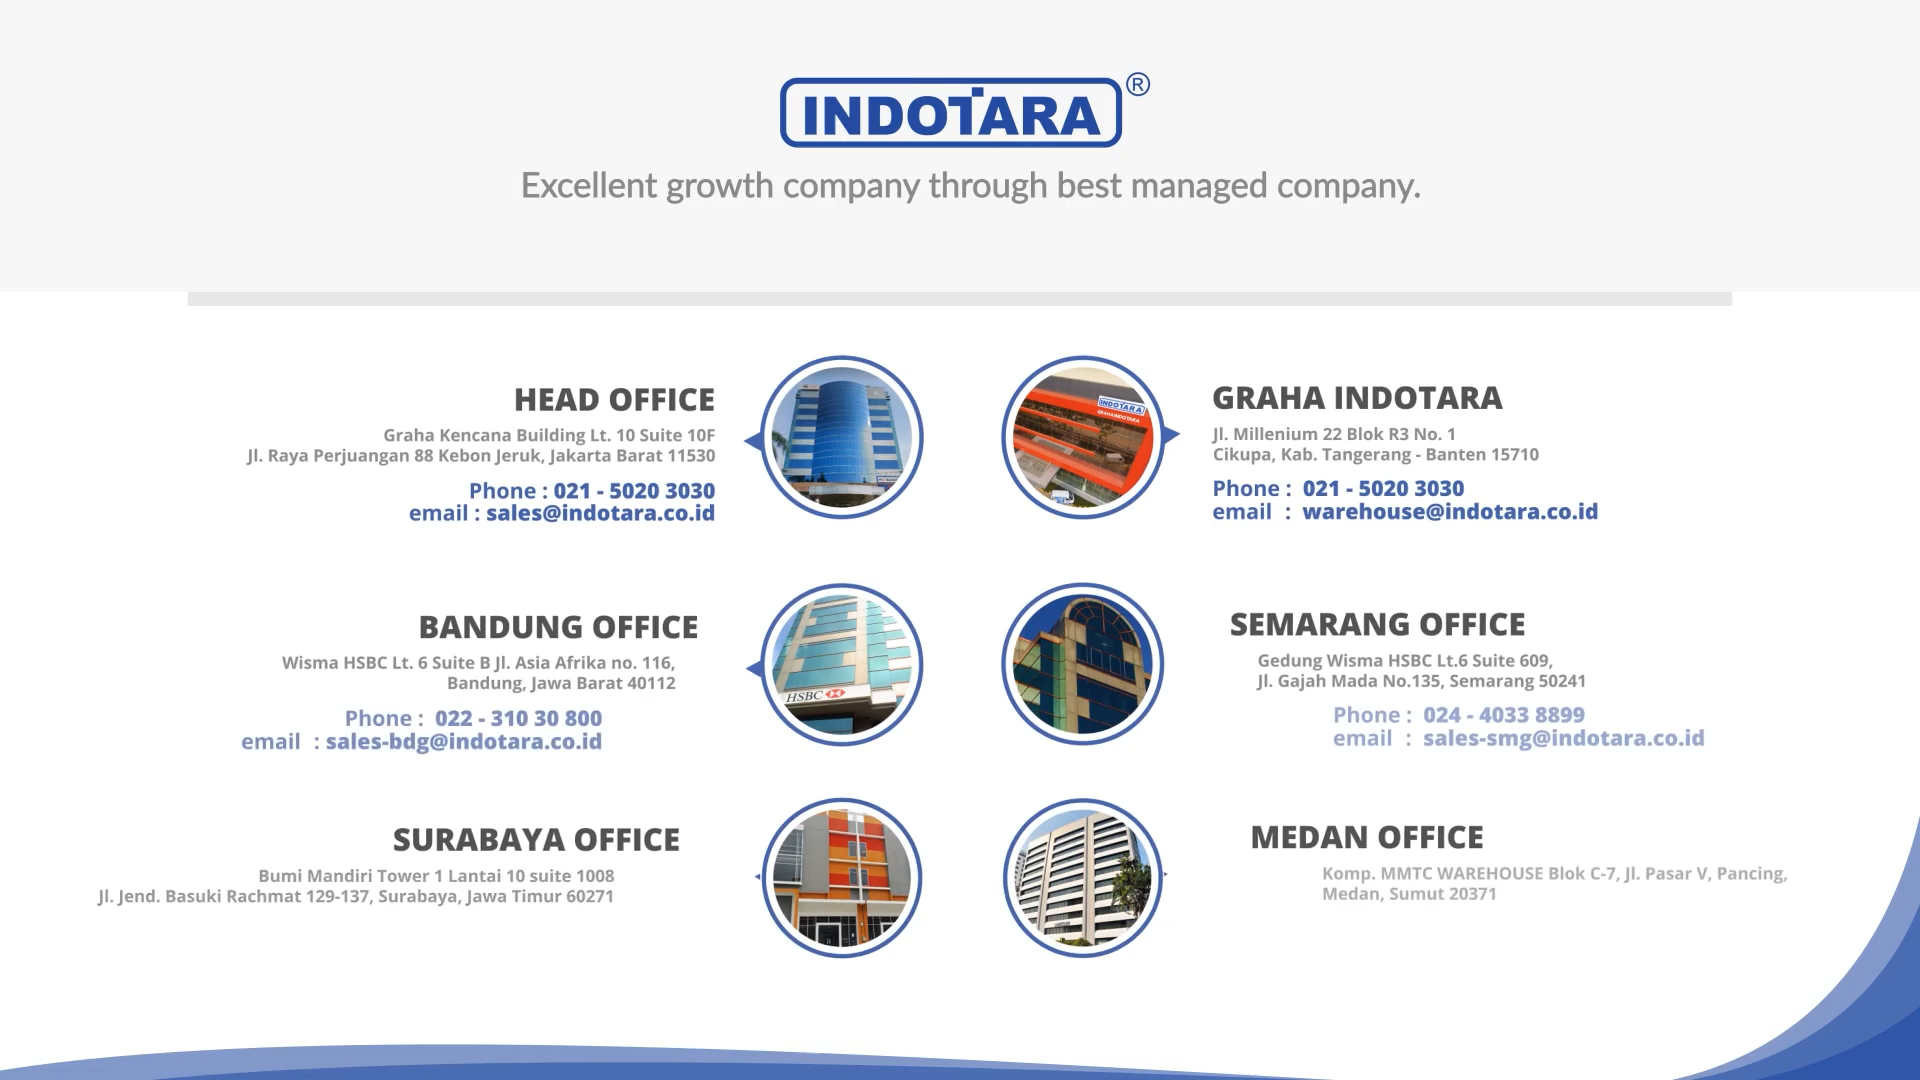 INDOTARA®
Excellent growth company through best managed company.
HEAD OFFICE
Graha Kencana Building Lt. 10 Suite 10F
Jl. Raya Perjuangan 88 Kebon Jeruk, Jakarta Barat 11530
Phone : 021 - 5020 3030
email : sales@indotara.co.id
INDOTARA
GRAHA INDOTARA
GRAHA INDOTARA
Jl. Millenium 22 Blok R3 No. 1
Cikupa, Kab. Tangerang - Banten 15710
Phone : 021 - 5020 3030
email : warehouse@indotara.co.id
BANDUNG OFFICE
Wisma HSBC Lt. 6 Suite B Jl. Asia Afrika no. 116,
Bandung, Jawa Barat 40112
Phone : 022 - 310 30 800
email : sales-bdg@indotara.co.id
HSBC
SEMARANG OFFICE
Gedung Wisma HSBC Lt.6 Suite 609,
Jl. Gajah Mada No.135, Semarang 50241
Phone : 024 - 4033 8899
email : sales-smg@indotara.co.id
SURABAYA OFFICE
Bumi Mandiri Tower 1 Lantai 10 suite 1008
Jl. Jend. Basuki Rachmat 129-137, Surabaya, Jawa Timur 60271
MEDAN OFFICE
Komp. MMTC WAREHOUSE Blok C-7, Jl. Pasar V, Pancing,
Medan, Sumut 20371